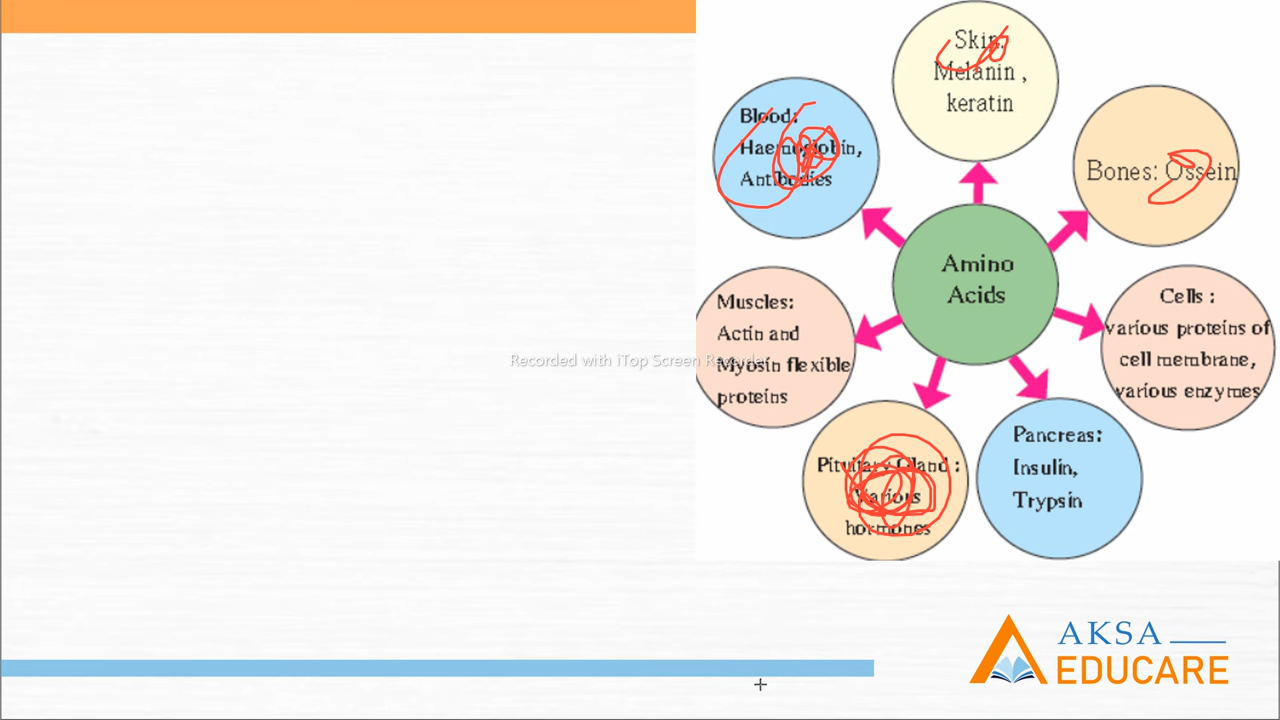 Skin:
Melanin ,
keratin
Blood:
Haemoglobin,
Antibodies
Bones: Ossein
Amino
Acids
Muscles:
Actin and
Myosin flexible
proteins
Cells :
various proteins of
cell membrane,
various enzymes
Pituitary Gland :
Various
hormones
Pancreas:
Insulin,
Trypsin
Recorded with iTop Screen Recorder
AKSA
EDUCARE